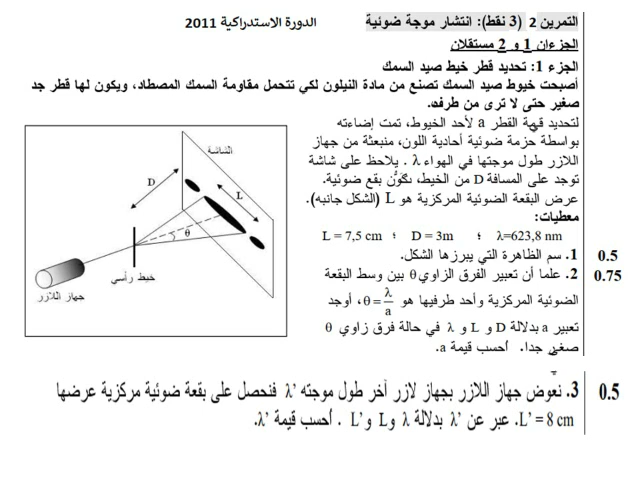 التمرين 2 (3 نقط): انتشار موجة ضوئية الدورة الاستدراكية 2011
الجزءان 1 و 2 مستقلان
الجزء 1: تحديد قطر خيط صيد السمك
أصبحت خيوط صيد السمك تصنع من مادة النيلون لكي تتحمل مقاومة السمك المصطاد، ويكون لها قطر جد
صغير حتى لا ترى من طرفه.
لتحديد قيمة القطر a لأحد الخيوط، تمت إضاءته
بواسطة حزمة ضوئية أحادية اللون، منبعثة من جهاز
اللازر طول موجتها في الهواء λ . يلاحظ على شاشة
توجد على المسافة D من الخيط، تكوُّن بقع ضوئية.
عرض البقعة الضوئية المركزية هو L (الشكل جانبه).
معطيات:
L = 7,5 cm ؛ D = 3m ؛ λ=623,8 nm
1. سم الظاهرة التي يبرزها الشكل. 0.5
2. علما أن تعبير الفرق الزاوي θ بين وسط البقعة 0.75
الضوئية المركزية وأحد طرفيها هو θ = λ/a، أوجد
تعبير a بدلالة D و L و λ في حالة فرق زاوي θ
صغير جدا. أحسب قيمة a.
الشاشة
D
L
θ
خيط رأسي
جهاز اللازر
3. نعوض جهاز اللازر بجهاز لازر آخر طول موجته λ' فنحصل على بقعة ضوئية مركزية عرضها 0.5
L' = 8 cm. عبر عن λ' بدلالة λ و L و L' . أحسب قيمة λ'.